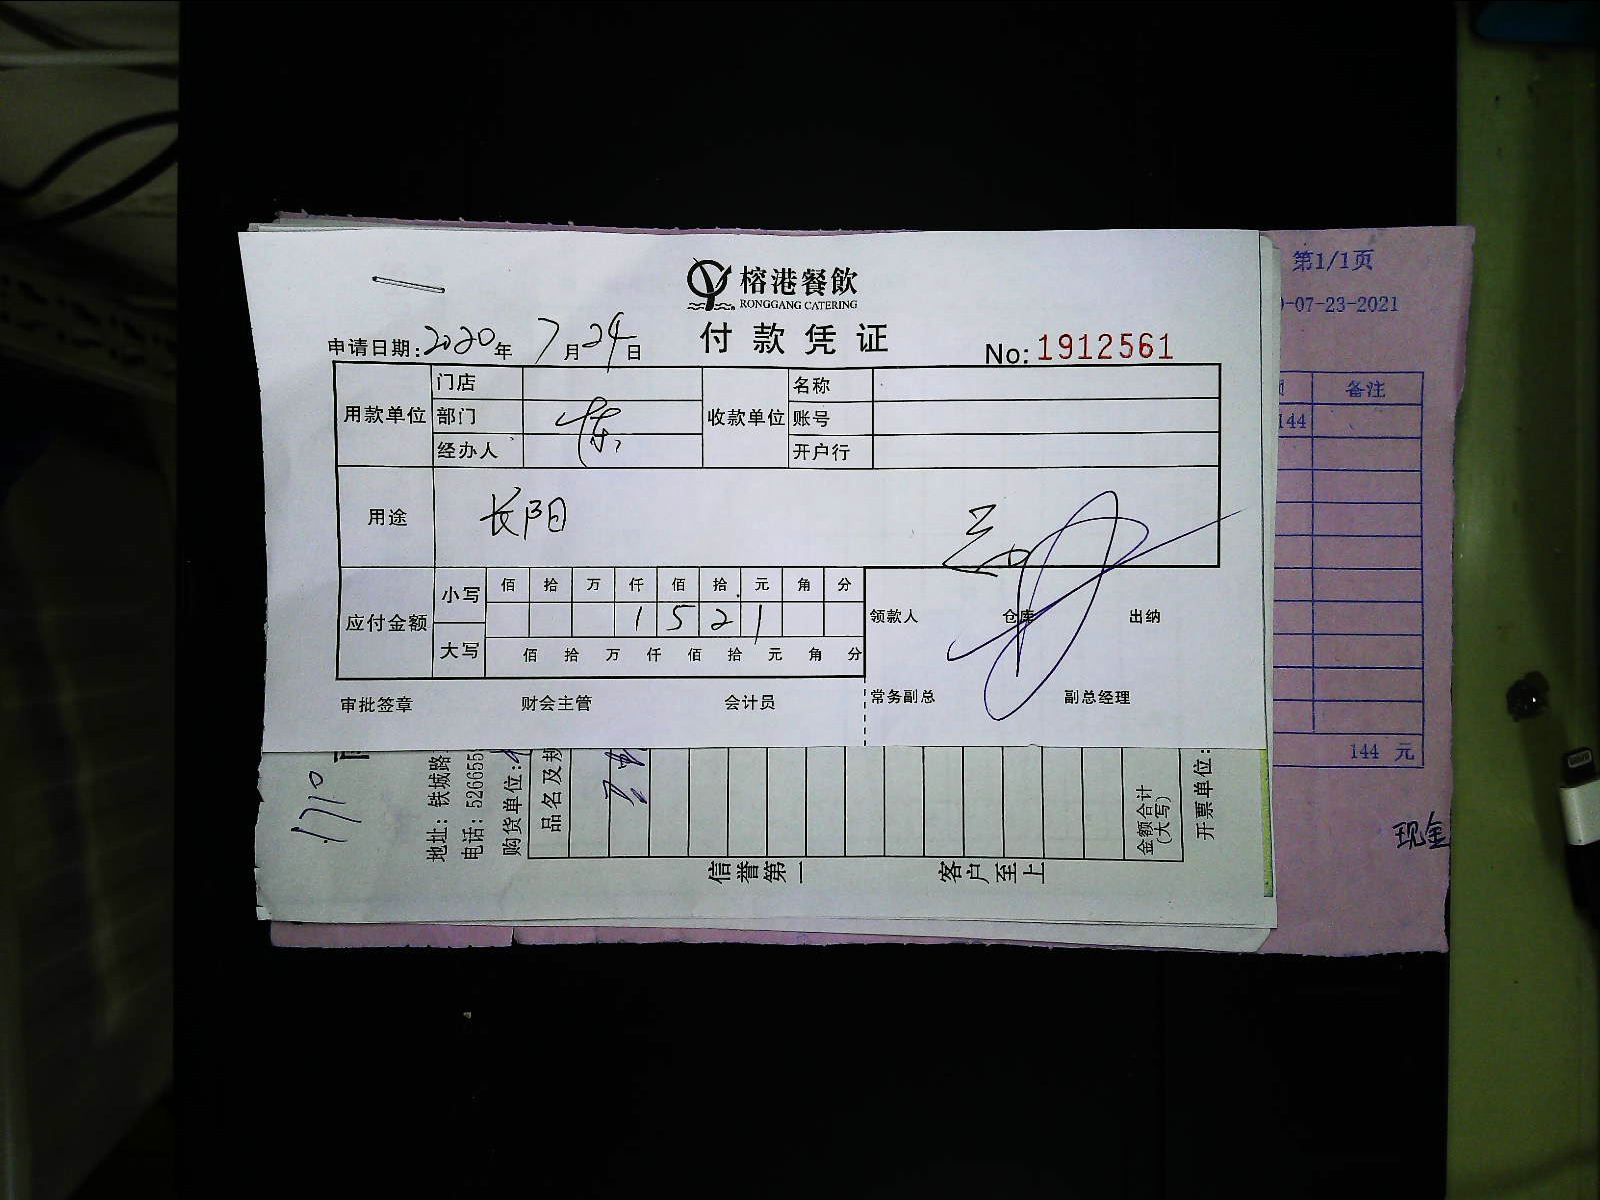 榕港餐飲
RONGGANG CATERING
付款凭证
申请日期:2020年7月24日
No:1912561
用款单位 门店 收款单位 名称
部门 账号
经办人 开户行
用途 长阳
应付金额 小写 佰 拾 万 仟 佰 拾 元 角 分
1 5 2 1
大写 佰 拾 万 仟 佰 拾 元 角 分
领款人 仓库 出纳
审批签章 财会主管 会计员 常务副总 副总经理
第1/1页
-07-23-2021
备注
144
144 元
现金
1710
地址:铁城路
电话:526655
购货单位:
品名及规
金额合计
(大写)
开票单位:
信誉第一 客户至上